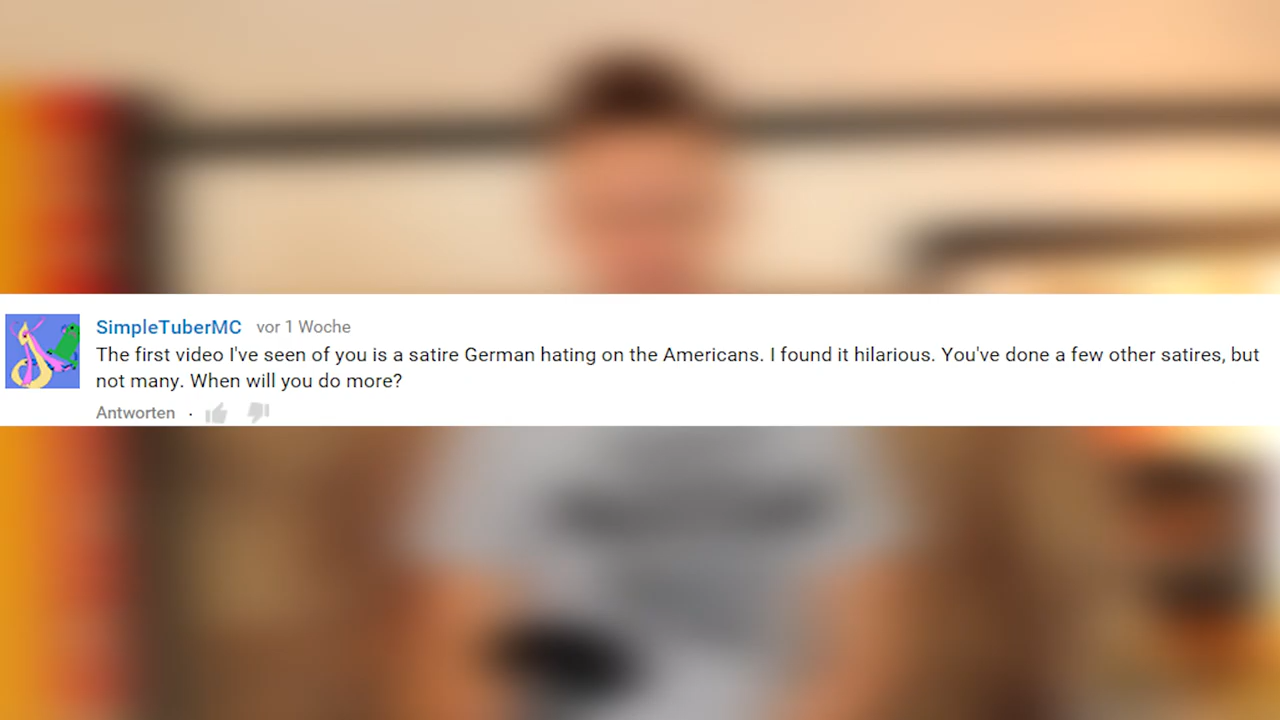 SimpleTuberMC vor 1 Woche
The first video I've seen of you is a satire German hating on the Americans. I found it hilarious. You've done a few other satires, but
not many. When will you do more?
Antworten ·